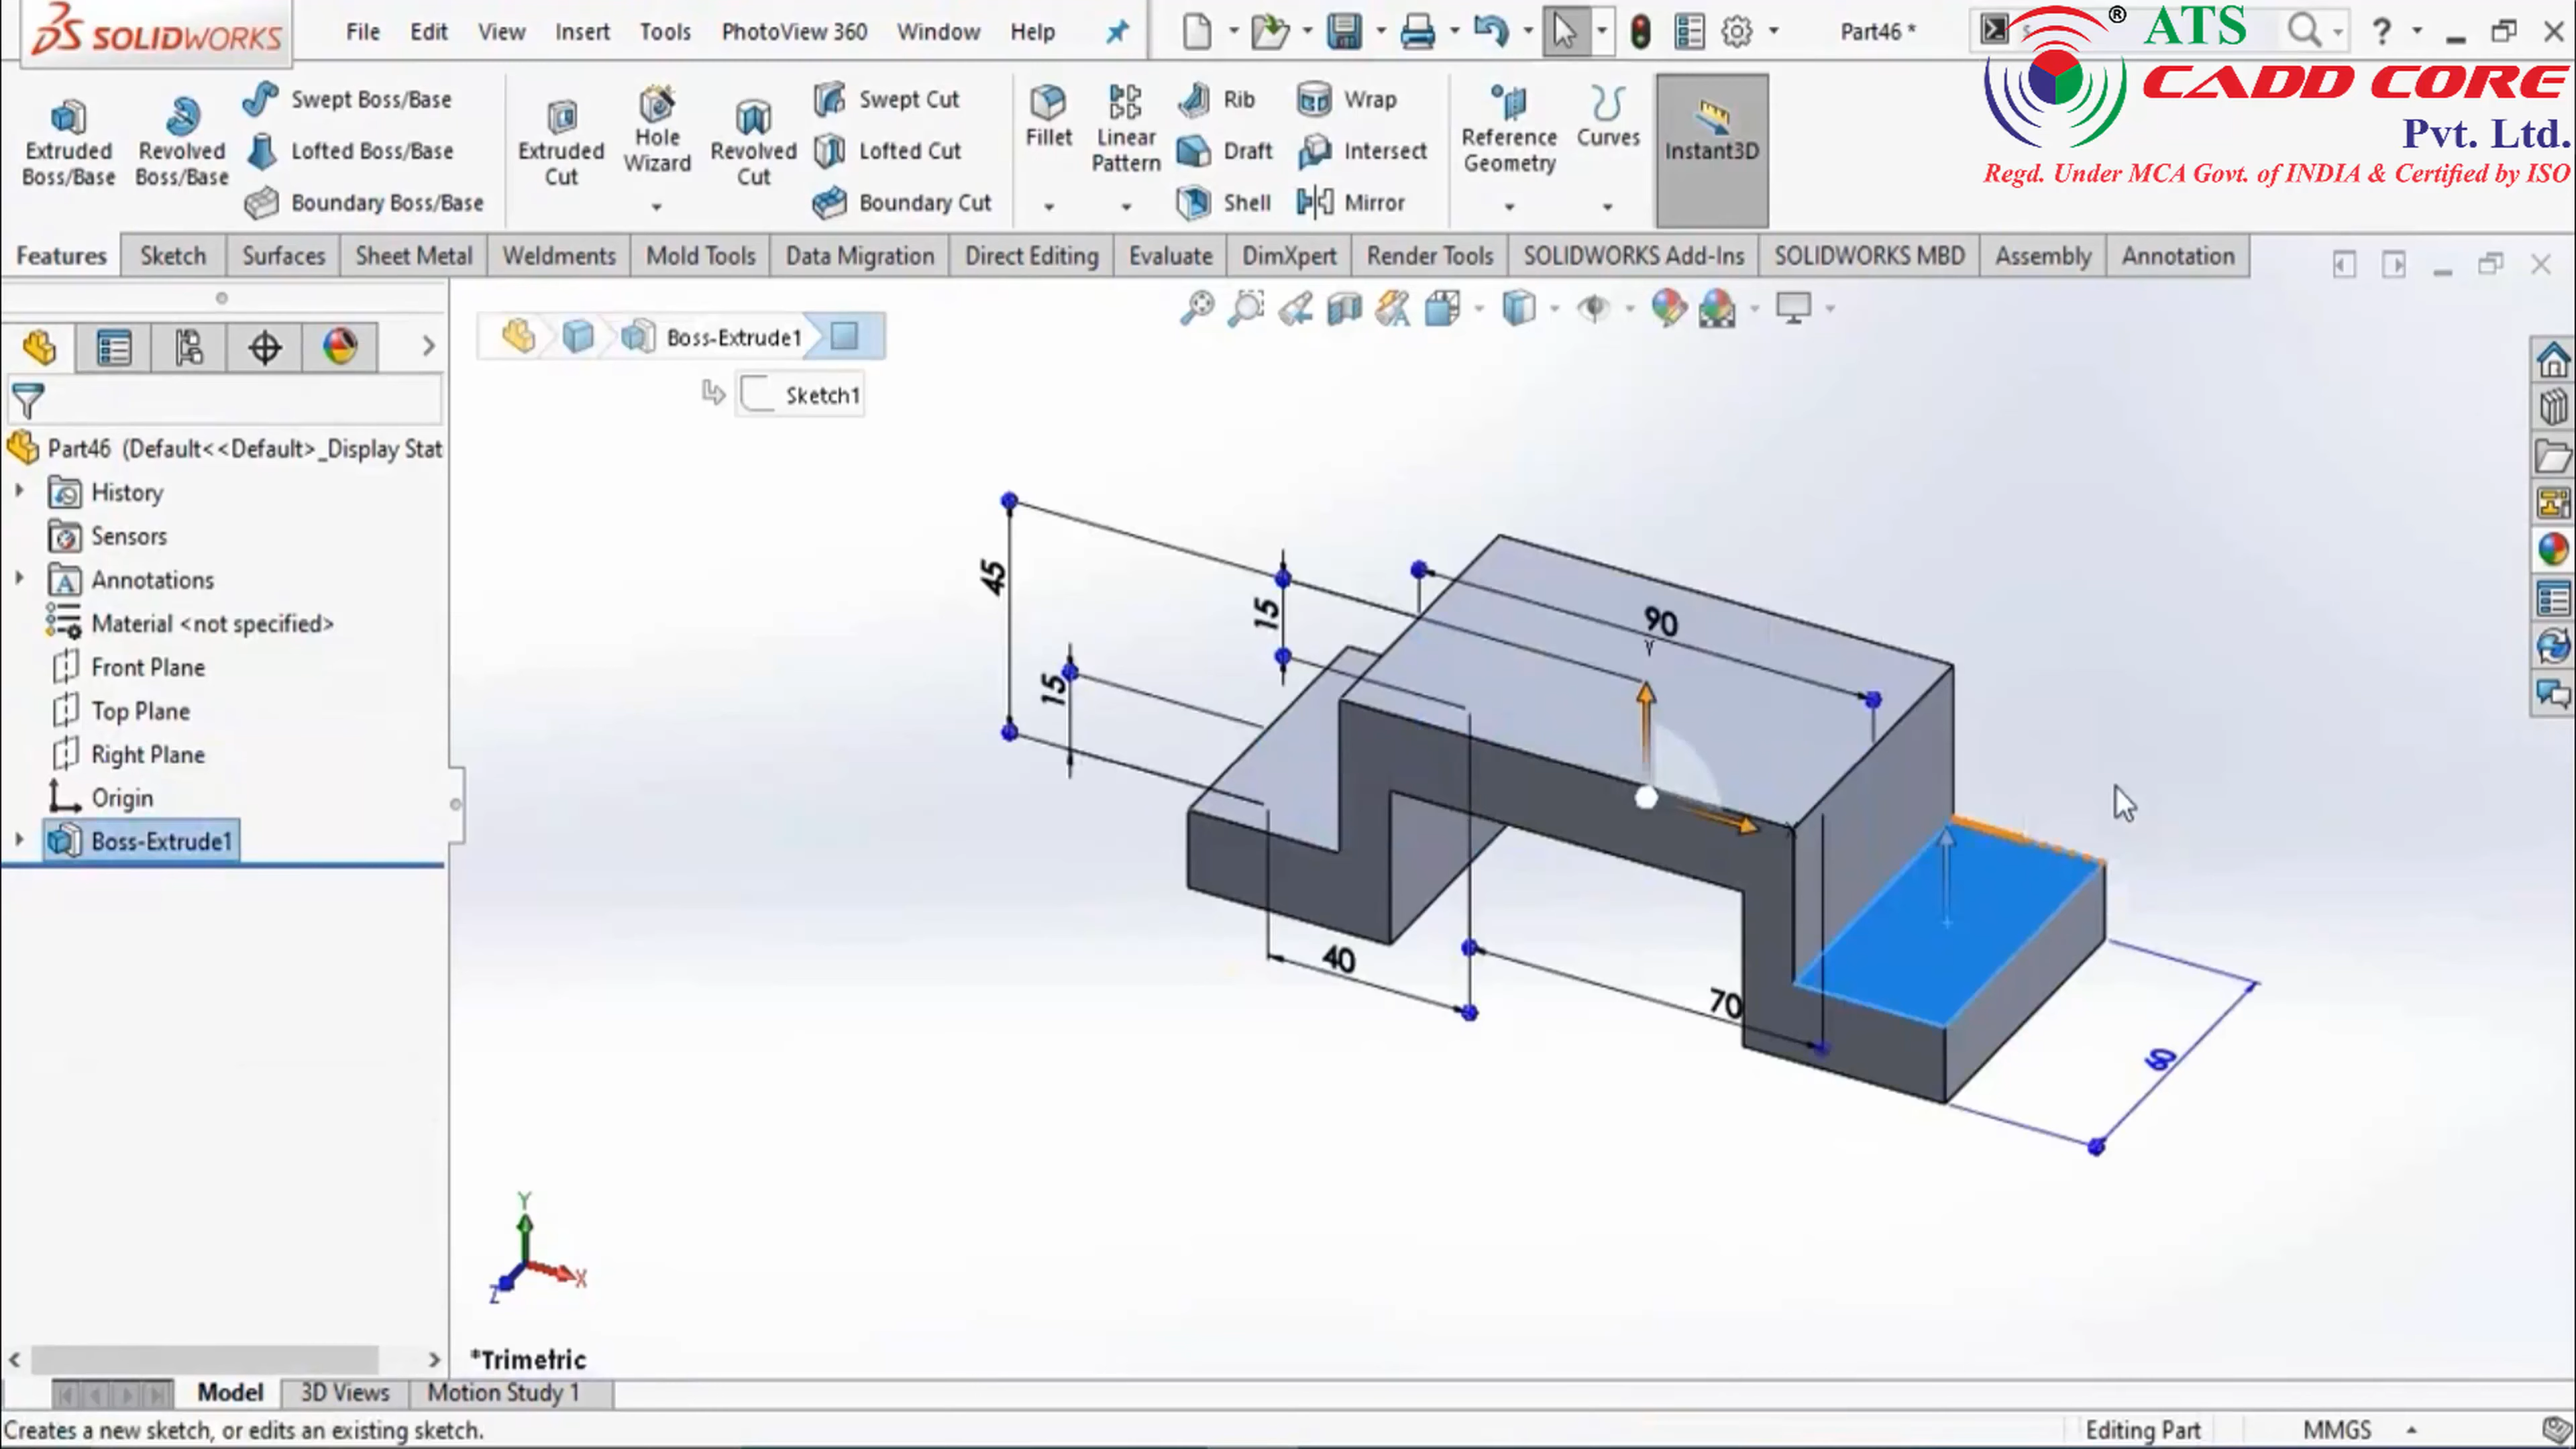 SOLIDWORKS File Edit View Insert Tools PhotoView 360 Window Help Part46 * ?
® ATS
CADD CORE
Pvt. Ltd.
Regd. Under MCA Govt. of INDIA & Certified by ISO
Extruded Boss/Base
Revolved Boss/Base
Swept Boss/Base
Lofted Boss/Base
Boundary Boss/Base
Extruded Cut
Hole Wizard
Revolved Cut
Swept Cut
Lofted Cut
Boundary Cut
Fillet
Linear Pattern
Rib
Draft
Shell
Wrap
Intersect
Mirror
Reference Geometry
Curves
Instant3D
Features Sketch Surfaces Sheet Metal Weldments Mold Tools Data Migration Direct Editing Evaluate DimXpert Render Tools SOLIDWORKS Add-Ins SOLIDWORKS MBD Assembly Annotation
Boss-Extrude1
Sketch1
Part46 (Default<<Default>_Display Stat
History
Sensors
Annotations
Material <not specified>
Front Plane
Top Plane
Right Plane
Origin
Boss-Extrude1
45
15
15
90
Y
40
70
60
Y
X
Z
*Trimetric
Model 3D Views Motion Study 1
Creates a new sketch, or edits an existing sketch. Editing Part MMGS